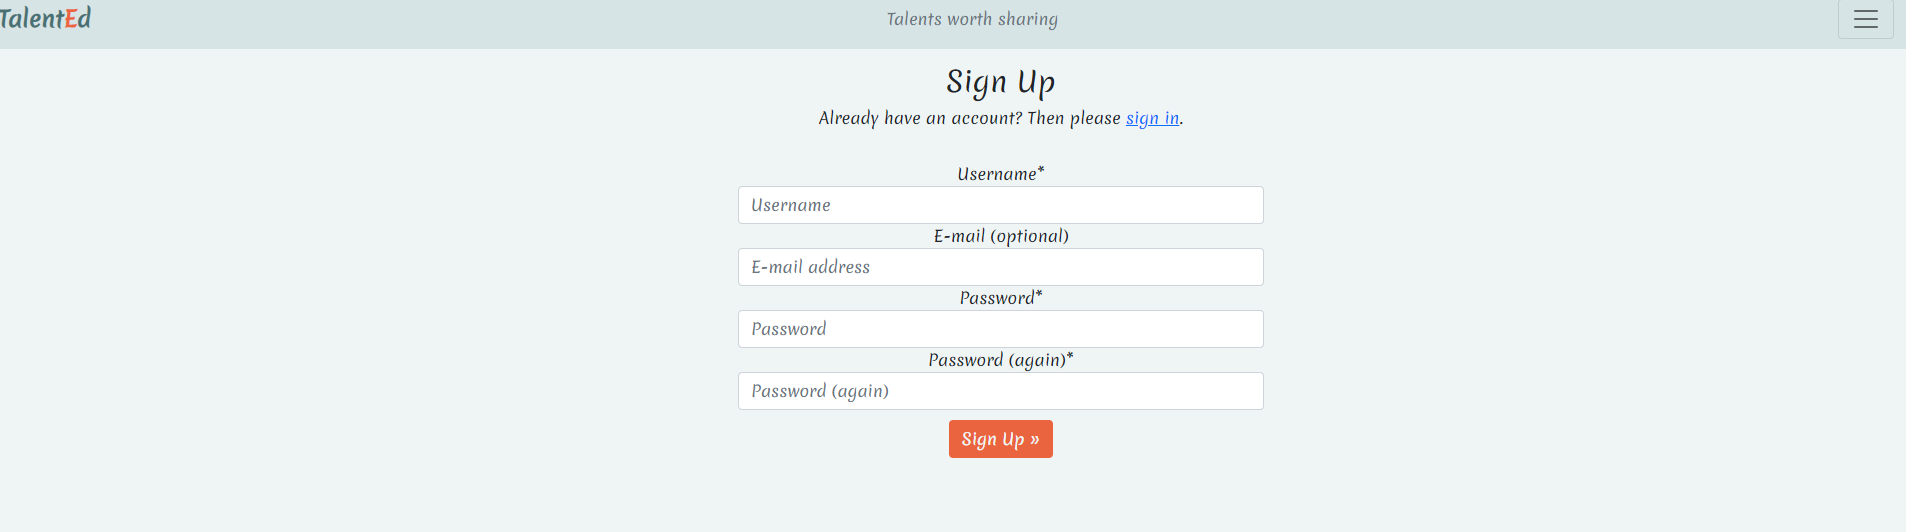 TalentEd
Talents worth sharing
Sign Up
Already have an account? Then please sign in.
Username*
Username
E-mail (optional)
E-mail address
Password*
Password
Password (again)*
Password (again)
Sign Up »